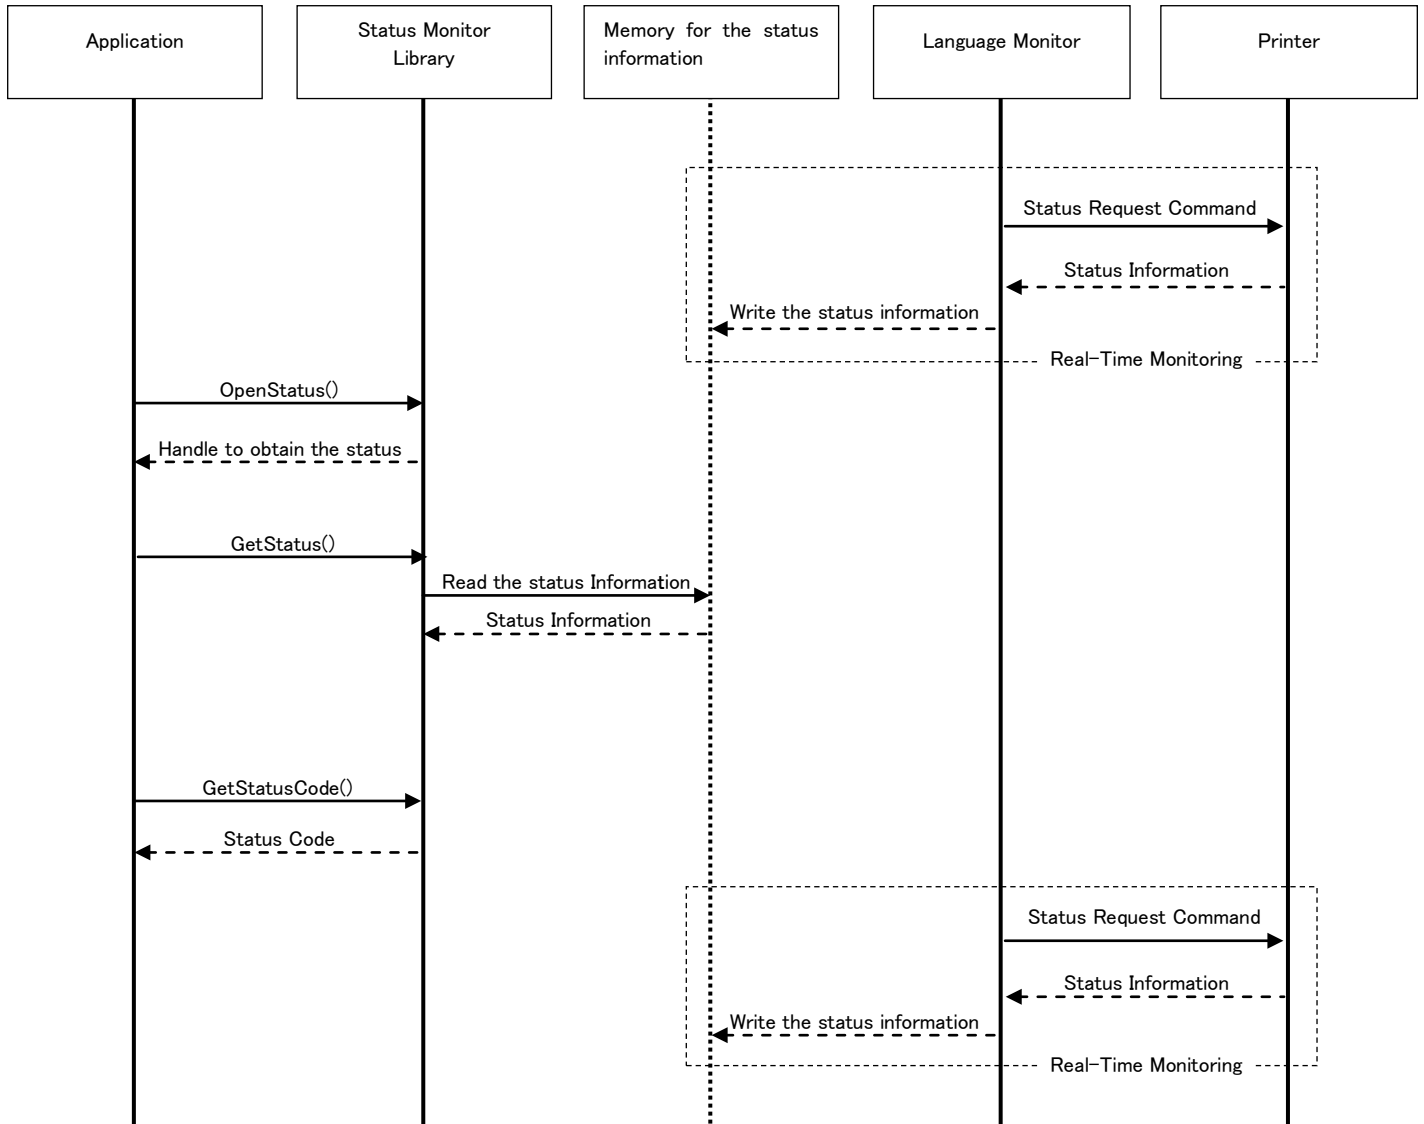 Application
Status Monitor
Library
Memory for the status
information
Language Monitor
Printer
Status Request Command
Status Information
Write the status information
Real-Time Monitoring
OpenStatus()
Handle to obtain the status
GetStatus()
Read the status Information
Status Information
GetStatusCode()
Status Code
Status Request Command
Status Information
Write the status information
Real-Time Monitoring